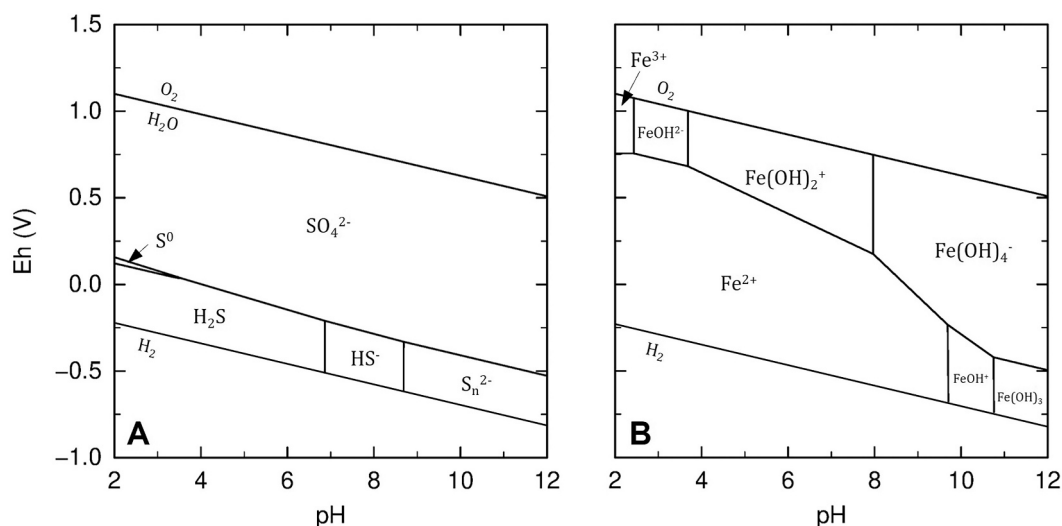 1.5
1.0
0.5
0.0
−0.5
−1.0
Eh (V)
O₂
H₂O
SO₄²⁻
S⁰
H₂S
HS⁻
Sₙ²⁻
H₂
A
2
4
6
8
10
12
pH
Fe³⁺
O₂
FeOH²⁻
Fe(OH)₂⁺
Fe(OH)₄⁻
Fe²⁺
H₂
FeOH⁺
Fe(OH)₃
B
2
4
6
8
10
12
pH